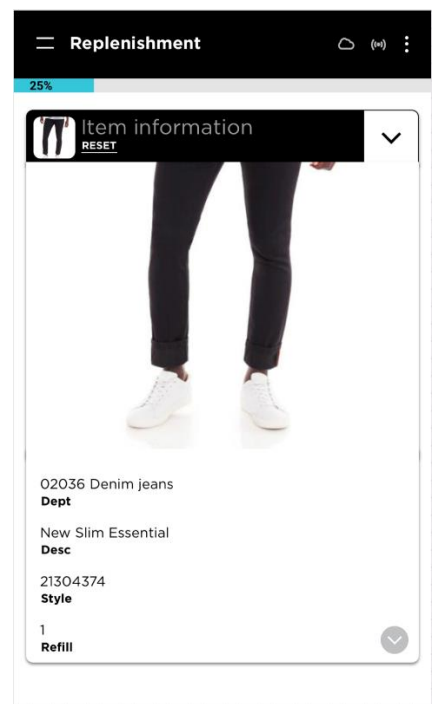 Replenishment
25%
Item information
RESET
02036 Denim jeans
Dept
New Slim Essential
Desc
21304374
Style
1
Refill